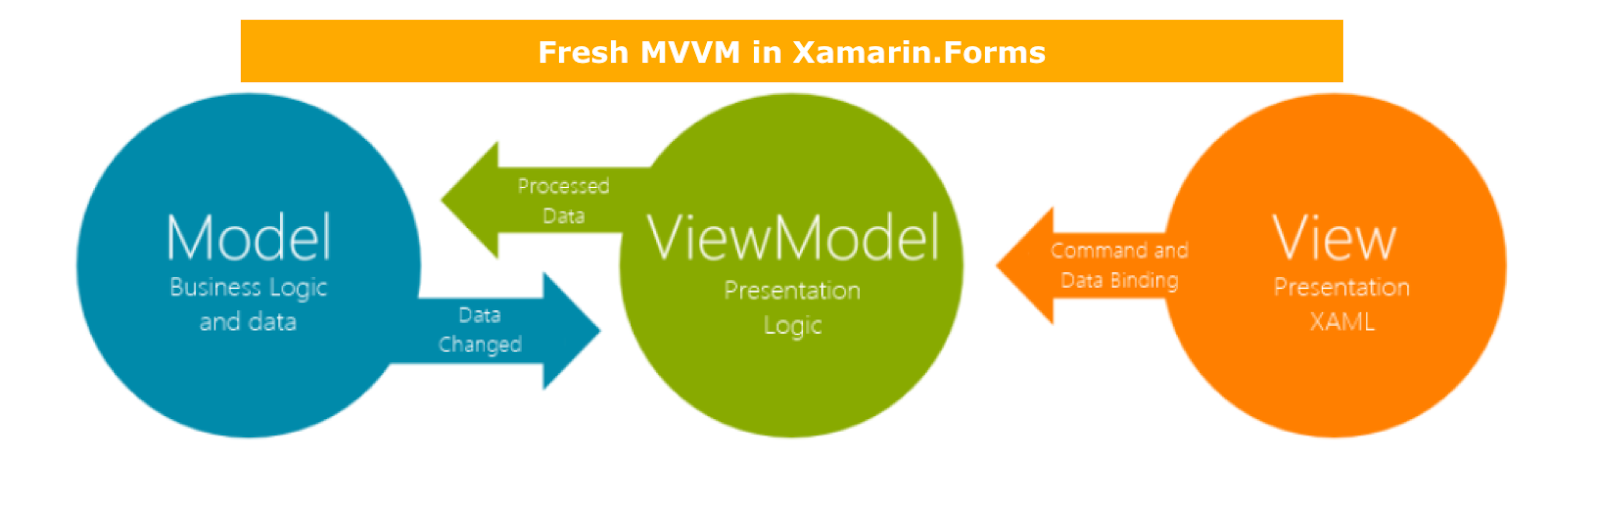 Fresh MVVM in Xamarin.Forms
Model
Business Logic
and data
Processed
Data
Data
Changed
ViewModel
Presentation
Logic
Command and
Data Binding
View
Presentation
XAML